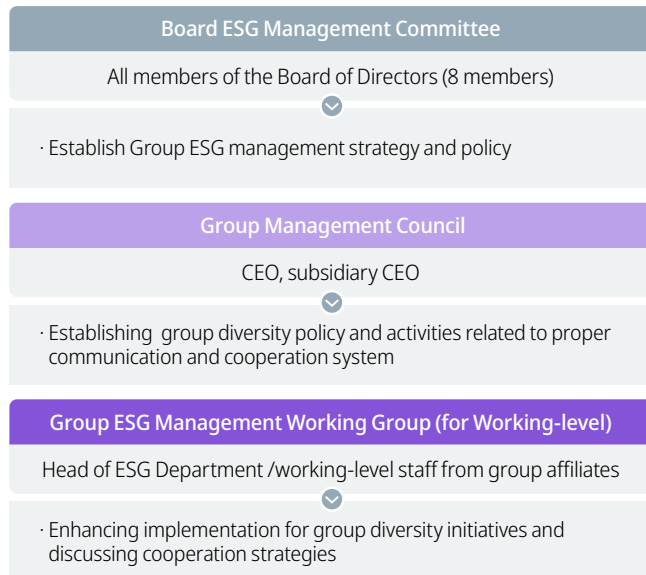 Board ESG Management Committee
All members of the Board of Directors (8 members)
· Establish Group ESG management strategy and policy
Group Management Council
CEO, subsidiary CEO
· Establishing group diversity policy and activities related to proper
communication and cooperation system
Group ESG Management Working Group (for Working-level)
Head of ESG Department /working-level staff from group affiliates
· Enhancing implementation for group diversity initiatives and
discussing cooperation strategies